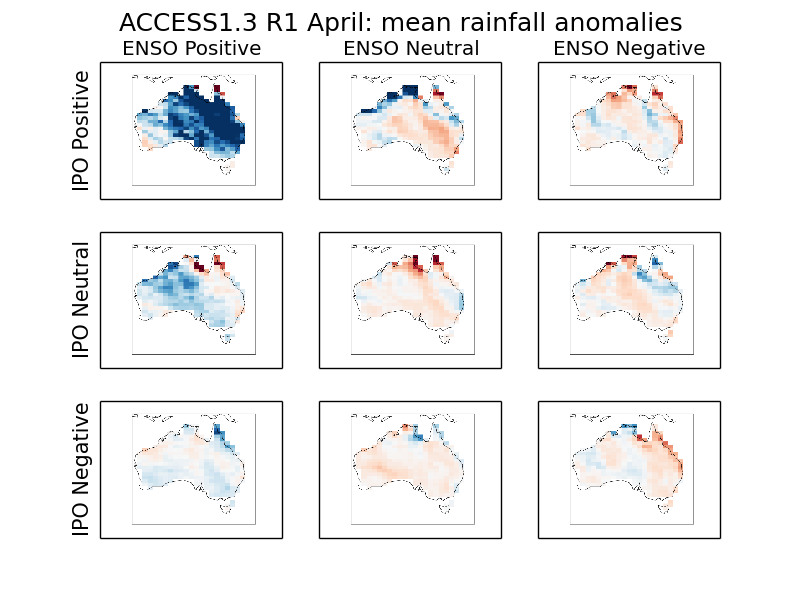 ACCESS1.3 R1 April: mean rainfall anomalies
ENSO Positive
ENSO Neutral
ENSO Negative
IPO Positive
IPO Neutral
IPO Negative